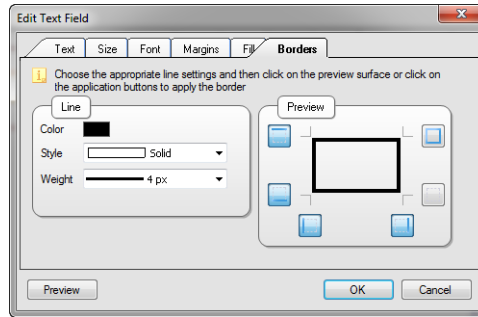 Edit Text Field
Text Size Font Margins Fill Borders
Choose the appropriate line settings and then click on the preview surface or click on
the application buttons to apply the border
Line
Color
Style Solid
Weight 4 px
Preview
Preview OK Cancel